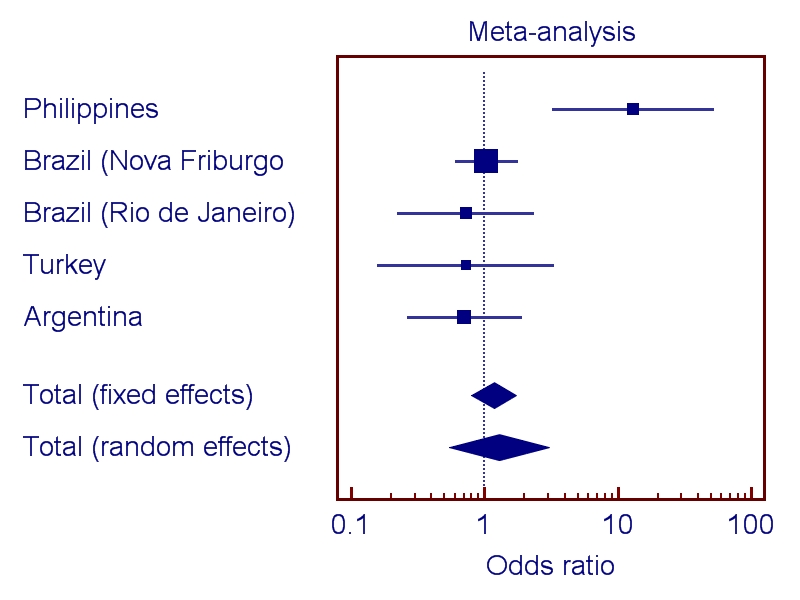 Meta-analysis
Philippines
Brazil (Nova Friburgo
Brazil (Rio de Janeiro)
Turkey
Argentina
Total (fixed effects)
Total (random effects)
0.1 1 10 100
Odds ratio